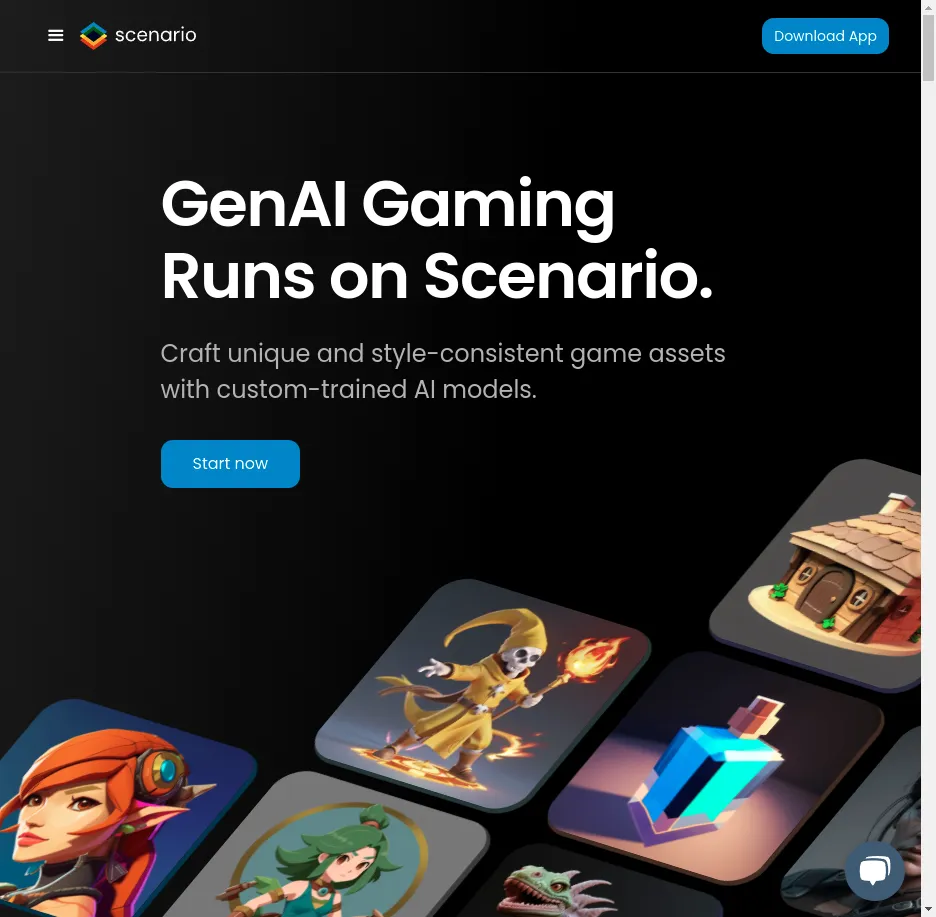 scenario
Download App
GenAI Gaming
Runs on Scenario.
Craft unique and style-consistent game assets
with custom-trained AI models.
Start now